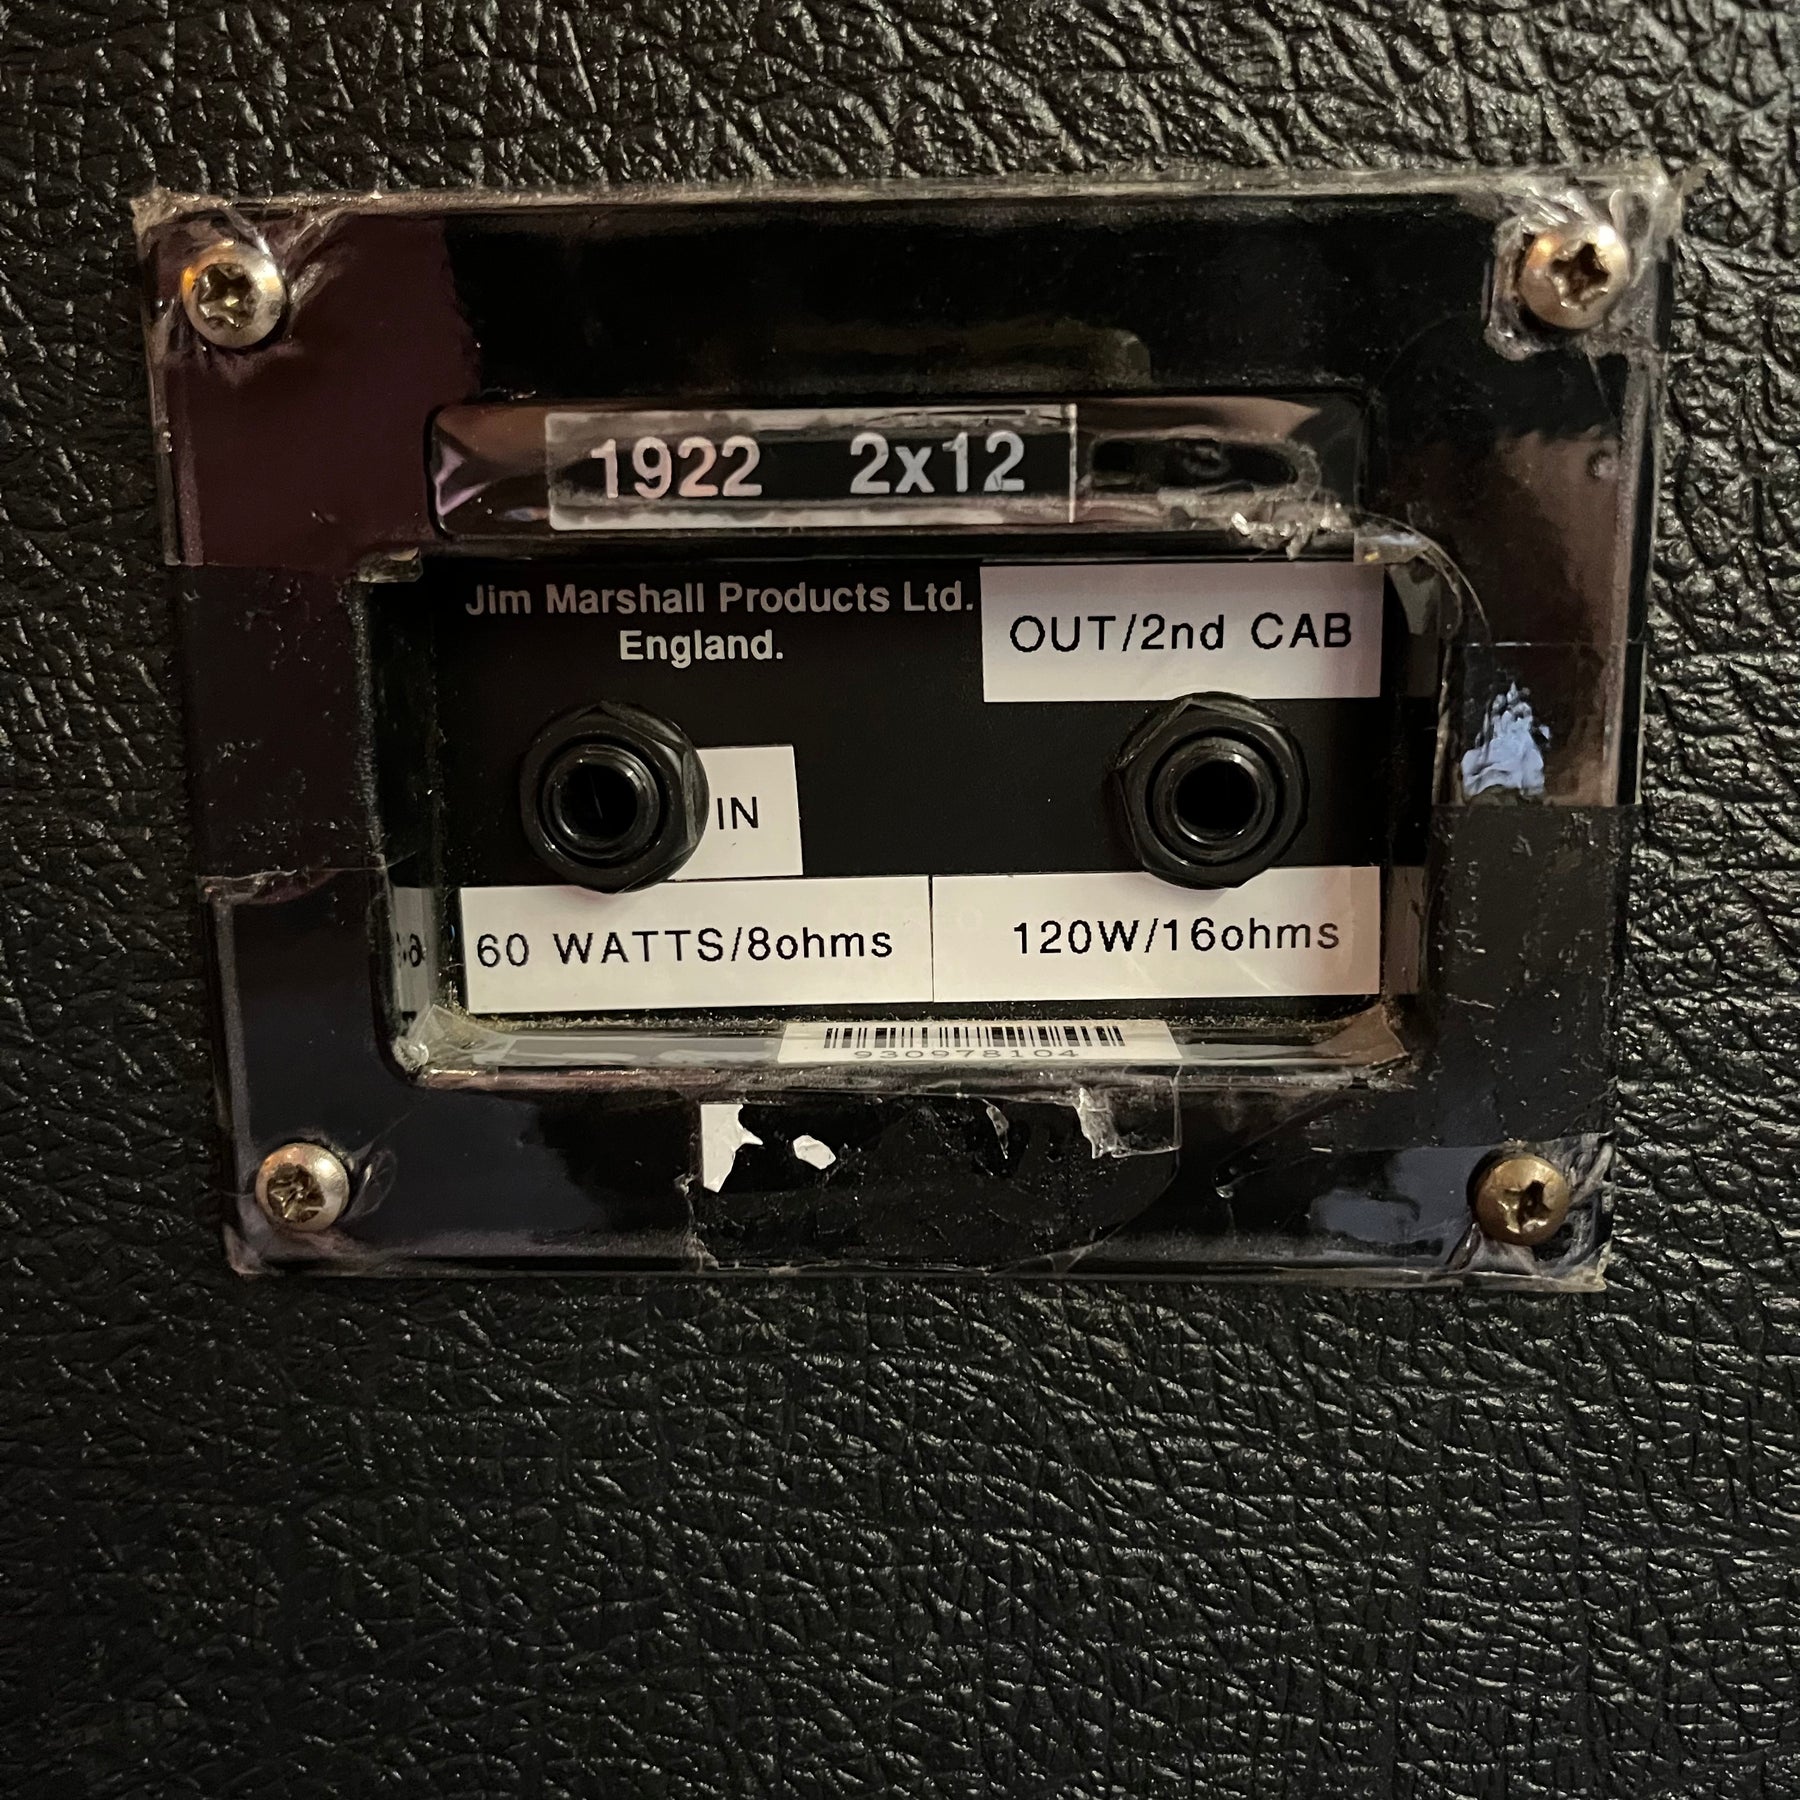 1922 2x12
Jim Marshall Products Ltd.
England.
OUT/2nd CAB
IN
60 WATTS/8ohms
120W/16ohms
930978104